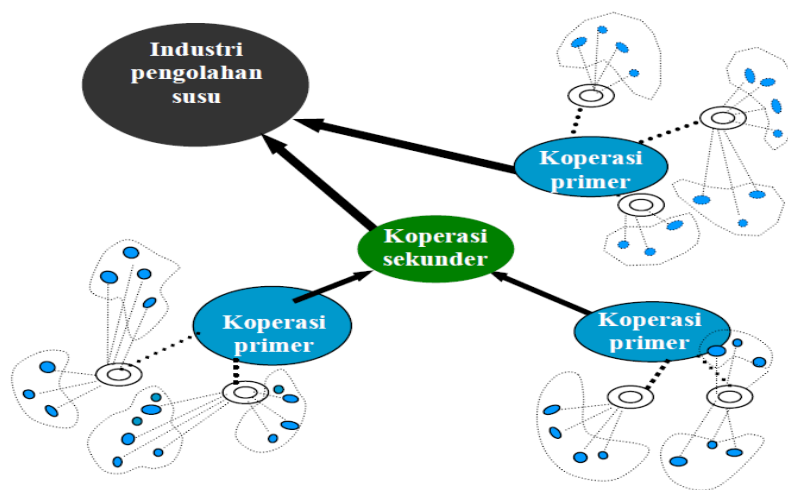 Industri
pengolahan
susu
Koperasi
primer
Koperasi
sekunder
Koperasi
primer
Koperasi
primer